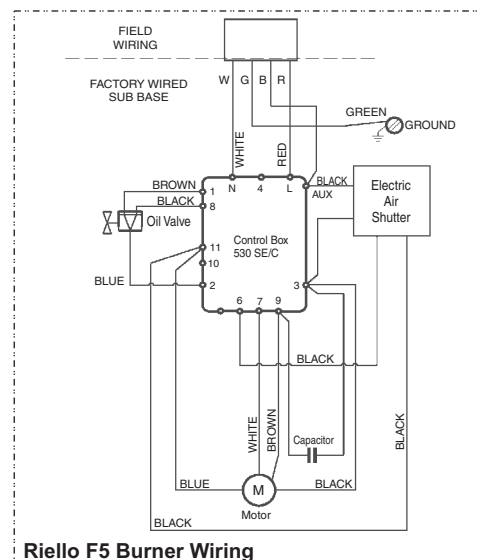 FIELD
WIRING
FACTORY WIRED
SUB BASE
W G B R
GREEN
GROUND
WHITE
RED
BROWN
BLACK
Oil Valve
BLUE
1
8
11
10
2
N 4 L
AUX
BLACK
Control Box
530 SE/C
6 7 9
3
Electric
Air
Shutter
BLACK
WHITE
BROWN
Capacitor
BLACK
BLUE
M
BLACK
Motor
BLACK
Riello F5 Burner Wiring